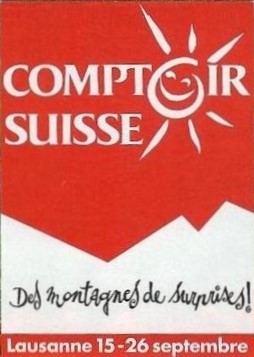 COMPTOIR
SUISSE
Des montagnes de surprises!
Lausanne 15-26 septembre